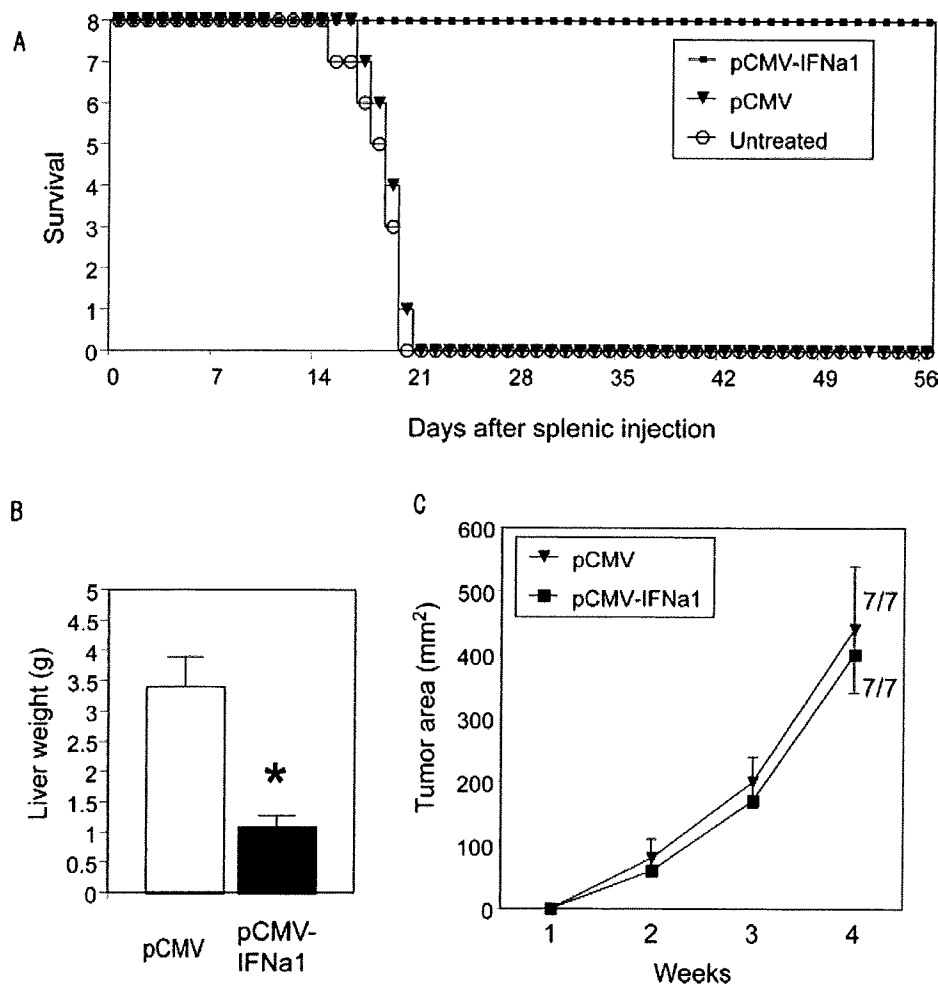 A
8
7
6
5
4
3
2
1
0
Survival
pCMV-IFNa1
pCMV
Untreated
0 7 14 21 28 35 42 49 56
Days after splenic injection
B
5
4.5
4
3.5
3
2.5
2
1.5
1
0.5
0
Liver weight (g)
*
pCMV
pCMV-
IFNa1
C
600
500
400
300
200
100
0
Tumor area (mm²)
pCMV
pCMV-IFNa1
7/7
7/7
1 2 3 4
Weeks